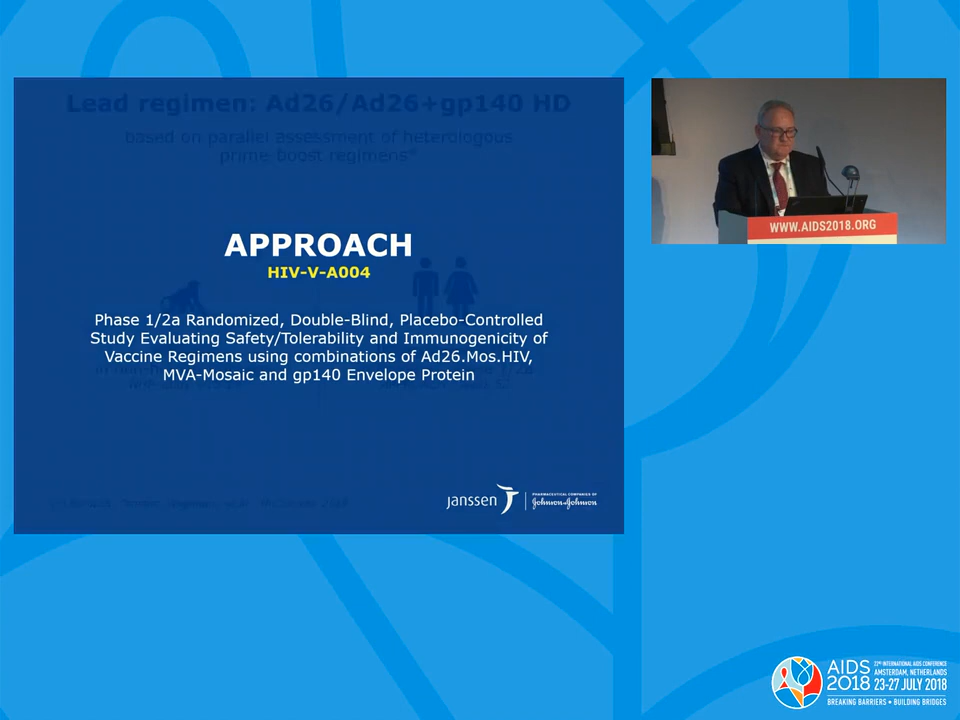 Lead regimen: Ad26/Ad26+gp140 HD
based on parallel assessment of heterologous
prime-boost regimens*
APPROACH
HIV-V-A004
Phase 1/2a Randomized, Double-Blind, Placebo-Controlled
Study Evaluating Safety/Tolerability and Immunogenicity of
Vaccine Regimens using combinations of Ad26.Mos.HIV,
MVA-Mosaic and gp140 Envelope Protein
janssen
PHARMACEUTICAL COMPANIES OF
Johnson & Johnson
WWW.AIDS2018.ORG
AIDS 2018
22ND INTERNATIONAL AIDS CONFERENCE
AMSTERDAM, NETHERLANDS
23-27 JULY 2018
BREAKING BARRIERS • BUILDING BRIDGES